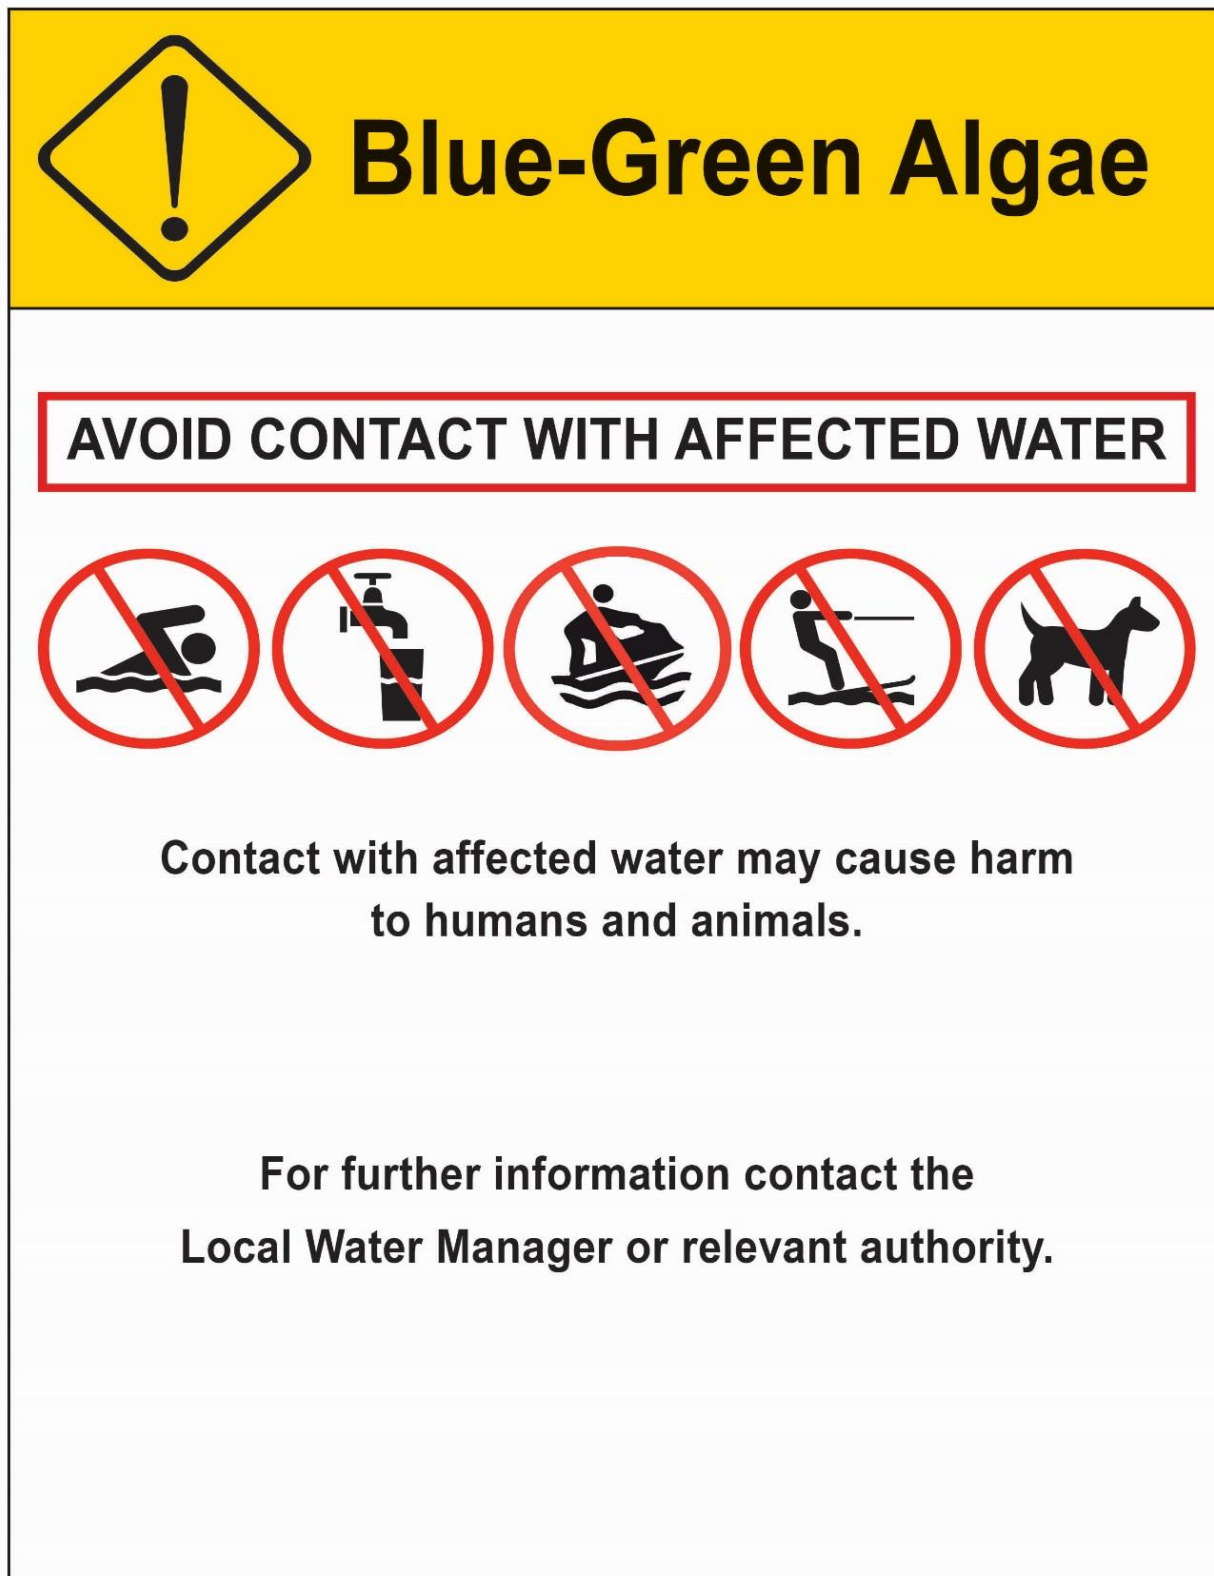 Blue-Green Algae
AVOID CONTACT WITH AFFECTED WATER
Contact with affected water may cause harm
to humans and animals.
For further information contact the
Local Water Manager or relevant authority.